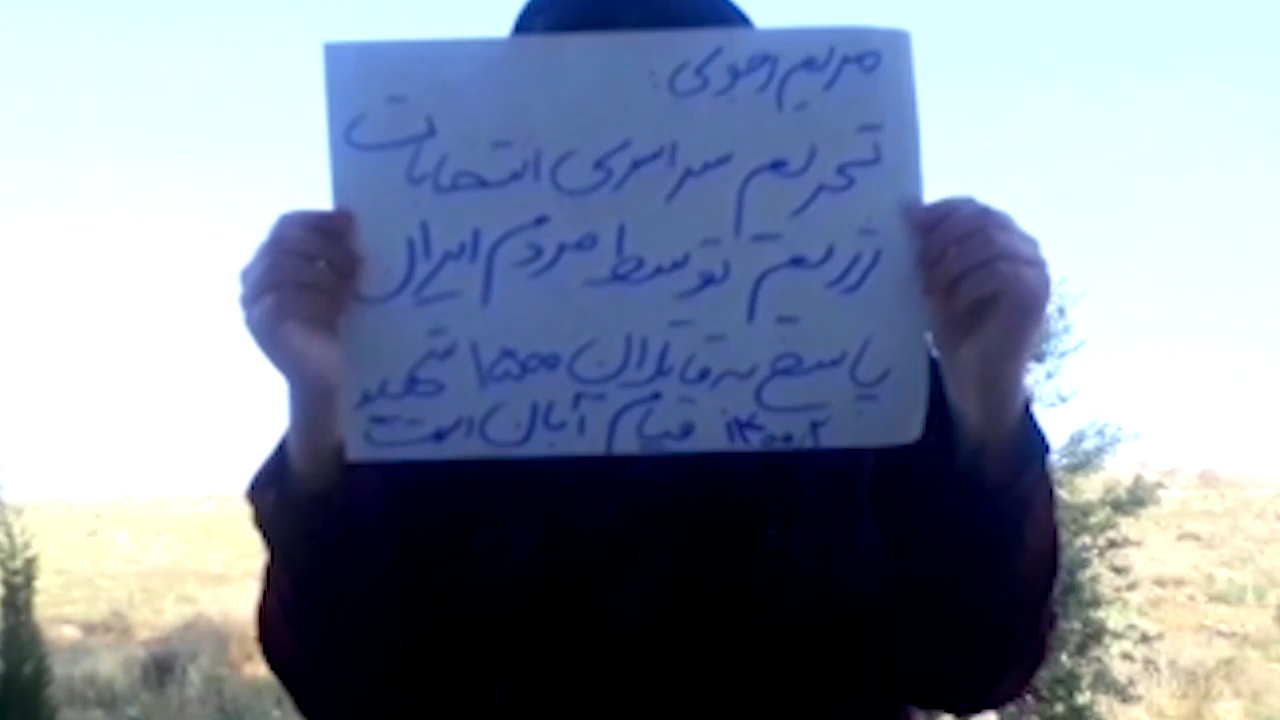 مریم رجوی:
تحریم سراسری انتخابات
رژیم توسط مردم ایران
پاسخ به قاتلان ۱۵۰۰ شهید
قیام آبان است